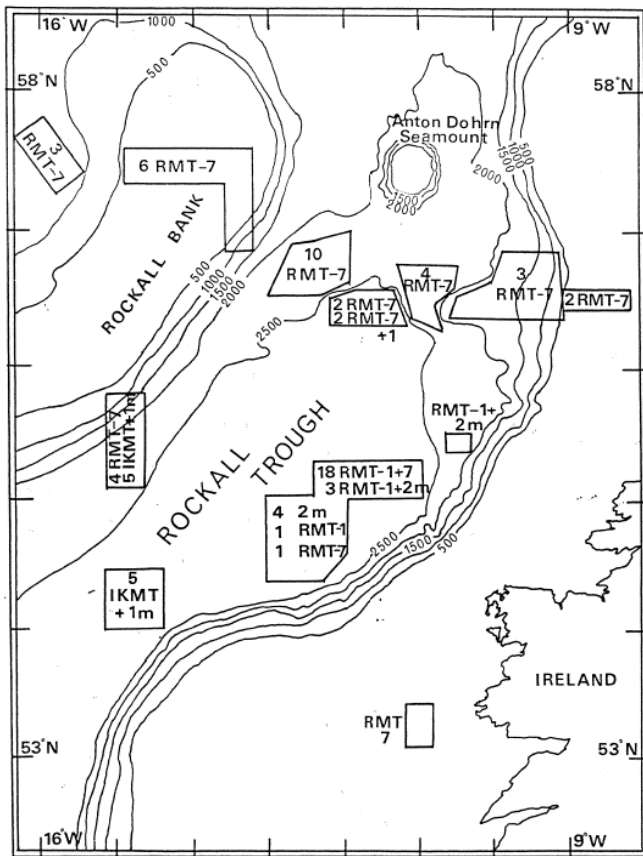 16°W
1000
9°W
500
58°N
58°N
Anton Dohrn
Seamount
500
1000
1500
2000
3
RMT-7
6 RMT-7
1500
2000
2000
ROCKALL BANK
10
RMT-7
4
RMT-7
3
RMT-7
500
1000
1500
2000
2 RMT-7
2 RMT-7
+1
2 RMT-7
2500
4 RMT-7
5 IKMT+1m
RMT-1+
2m
ROCKALL
TROUGH
18 RMT-1+7
3 RMT-1+2m
4 2m
1 RMT-1
1 RMT-7
2500
1500
500
5
IKMT
+1m
IRELAND
RMT
7
53°N
53°N
16°W
9°W